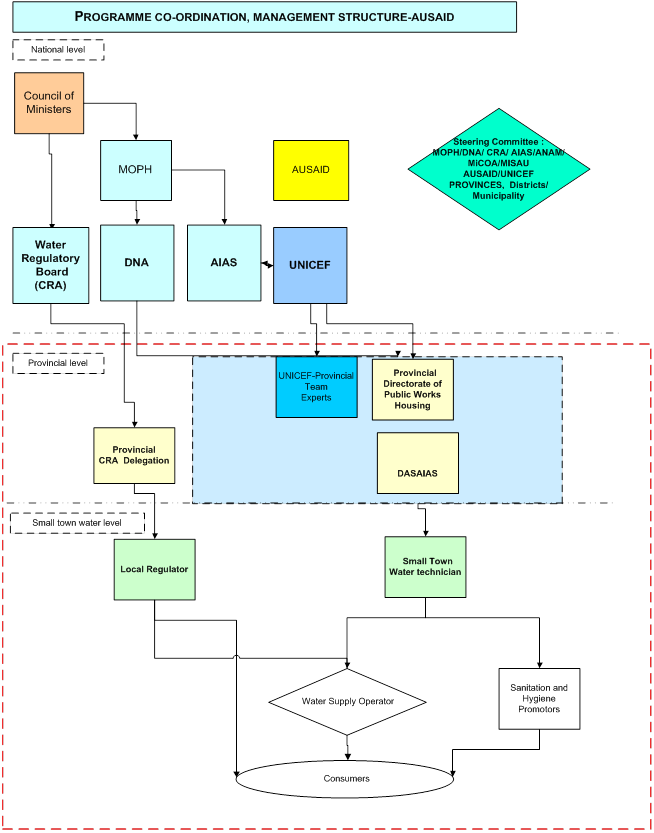 PROGRAMME CO-ORDINATION, MANAGEMENT STRUCTURE-AUSAID
National level
Council of
Ministers
MOPH
AUSAID
Steering Committee :
MOPH/DNA/ CRA/ AIAS/ANAM/
MiCOA/MISAU
AUSAID/UNICEF
PROVINCES, Districts/
Municipality
Water
Regulatory
Board
(CRA)
DNA
AIAS
UNICEF
Provincial level
UNICEF-Provincial
Team
Experts
Provincial
Directorate of
Public Works
Housing
Provincial
CRA Delegation
DASAIAS
Small town water level
Local Regulator
Small Town
Water technician
Water Supply Operator
Sanitation and
Hygiene
Promotors
Consumers